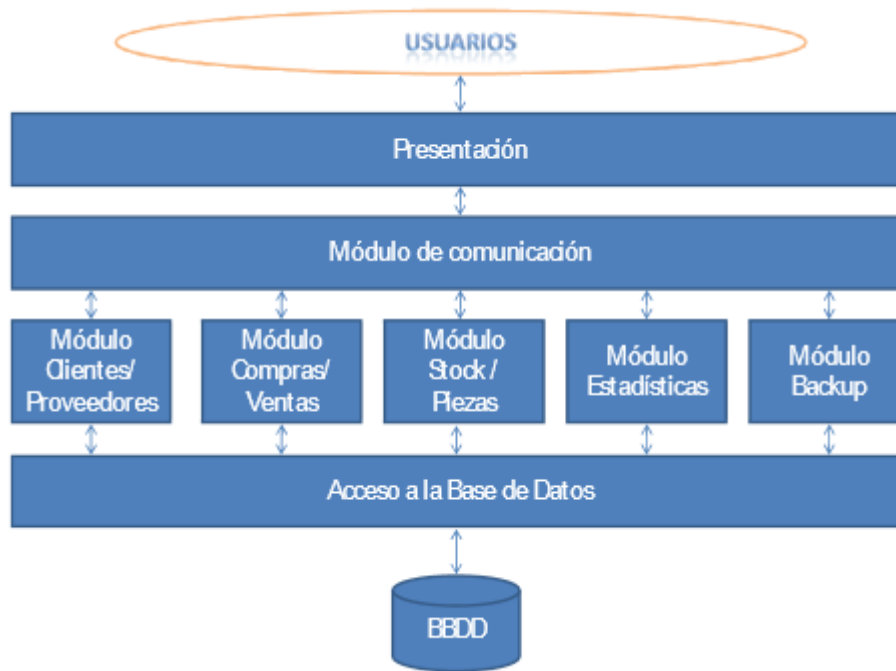 USUARIOS
Presentación
Módulo de comunicación
Módulo
Clientes/
Proveedores
Módulo
Compras/
Ventas
Módulo
Stock /
Piezas
Módulo
Estadísticas
Módulo
Backup
Acceso a la Base de Datos
BBDD